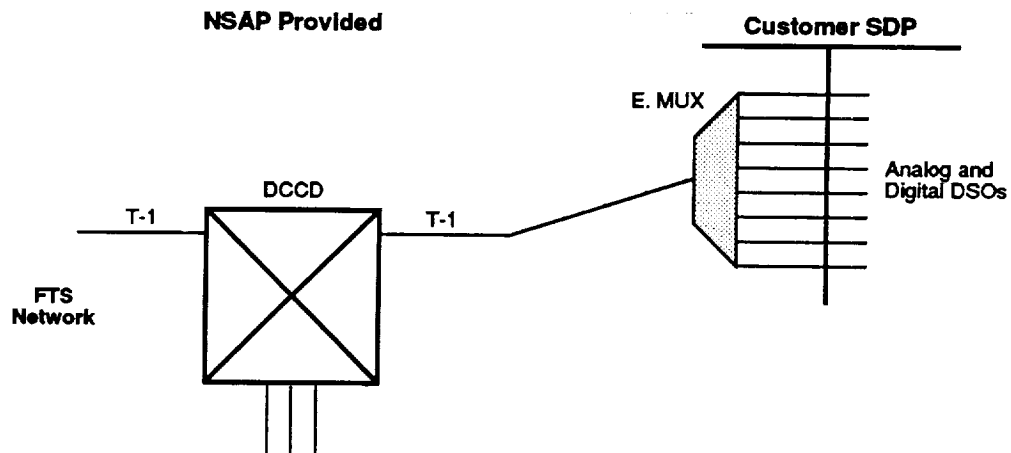 NSAP Provided
Customer SDP
E. MUX
Analog and
Digital DSOs
DCCD
T-1
T-1
FTS
Network